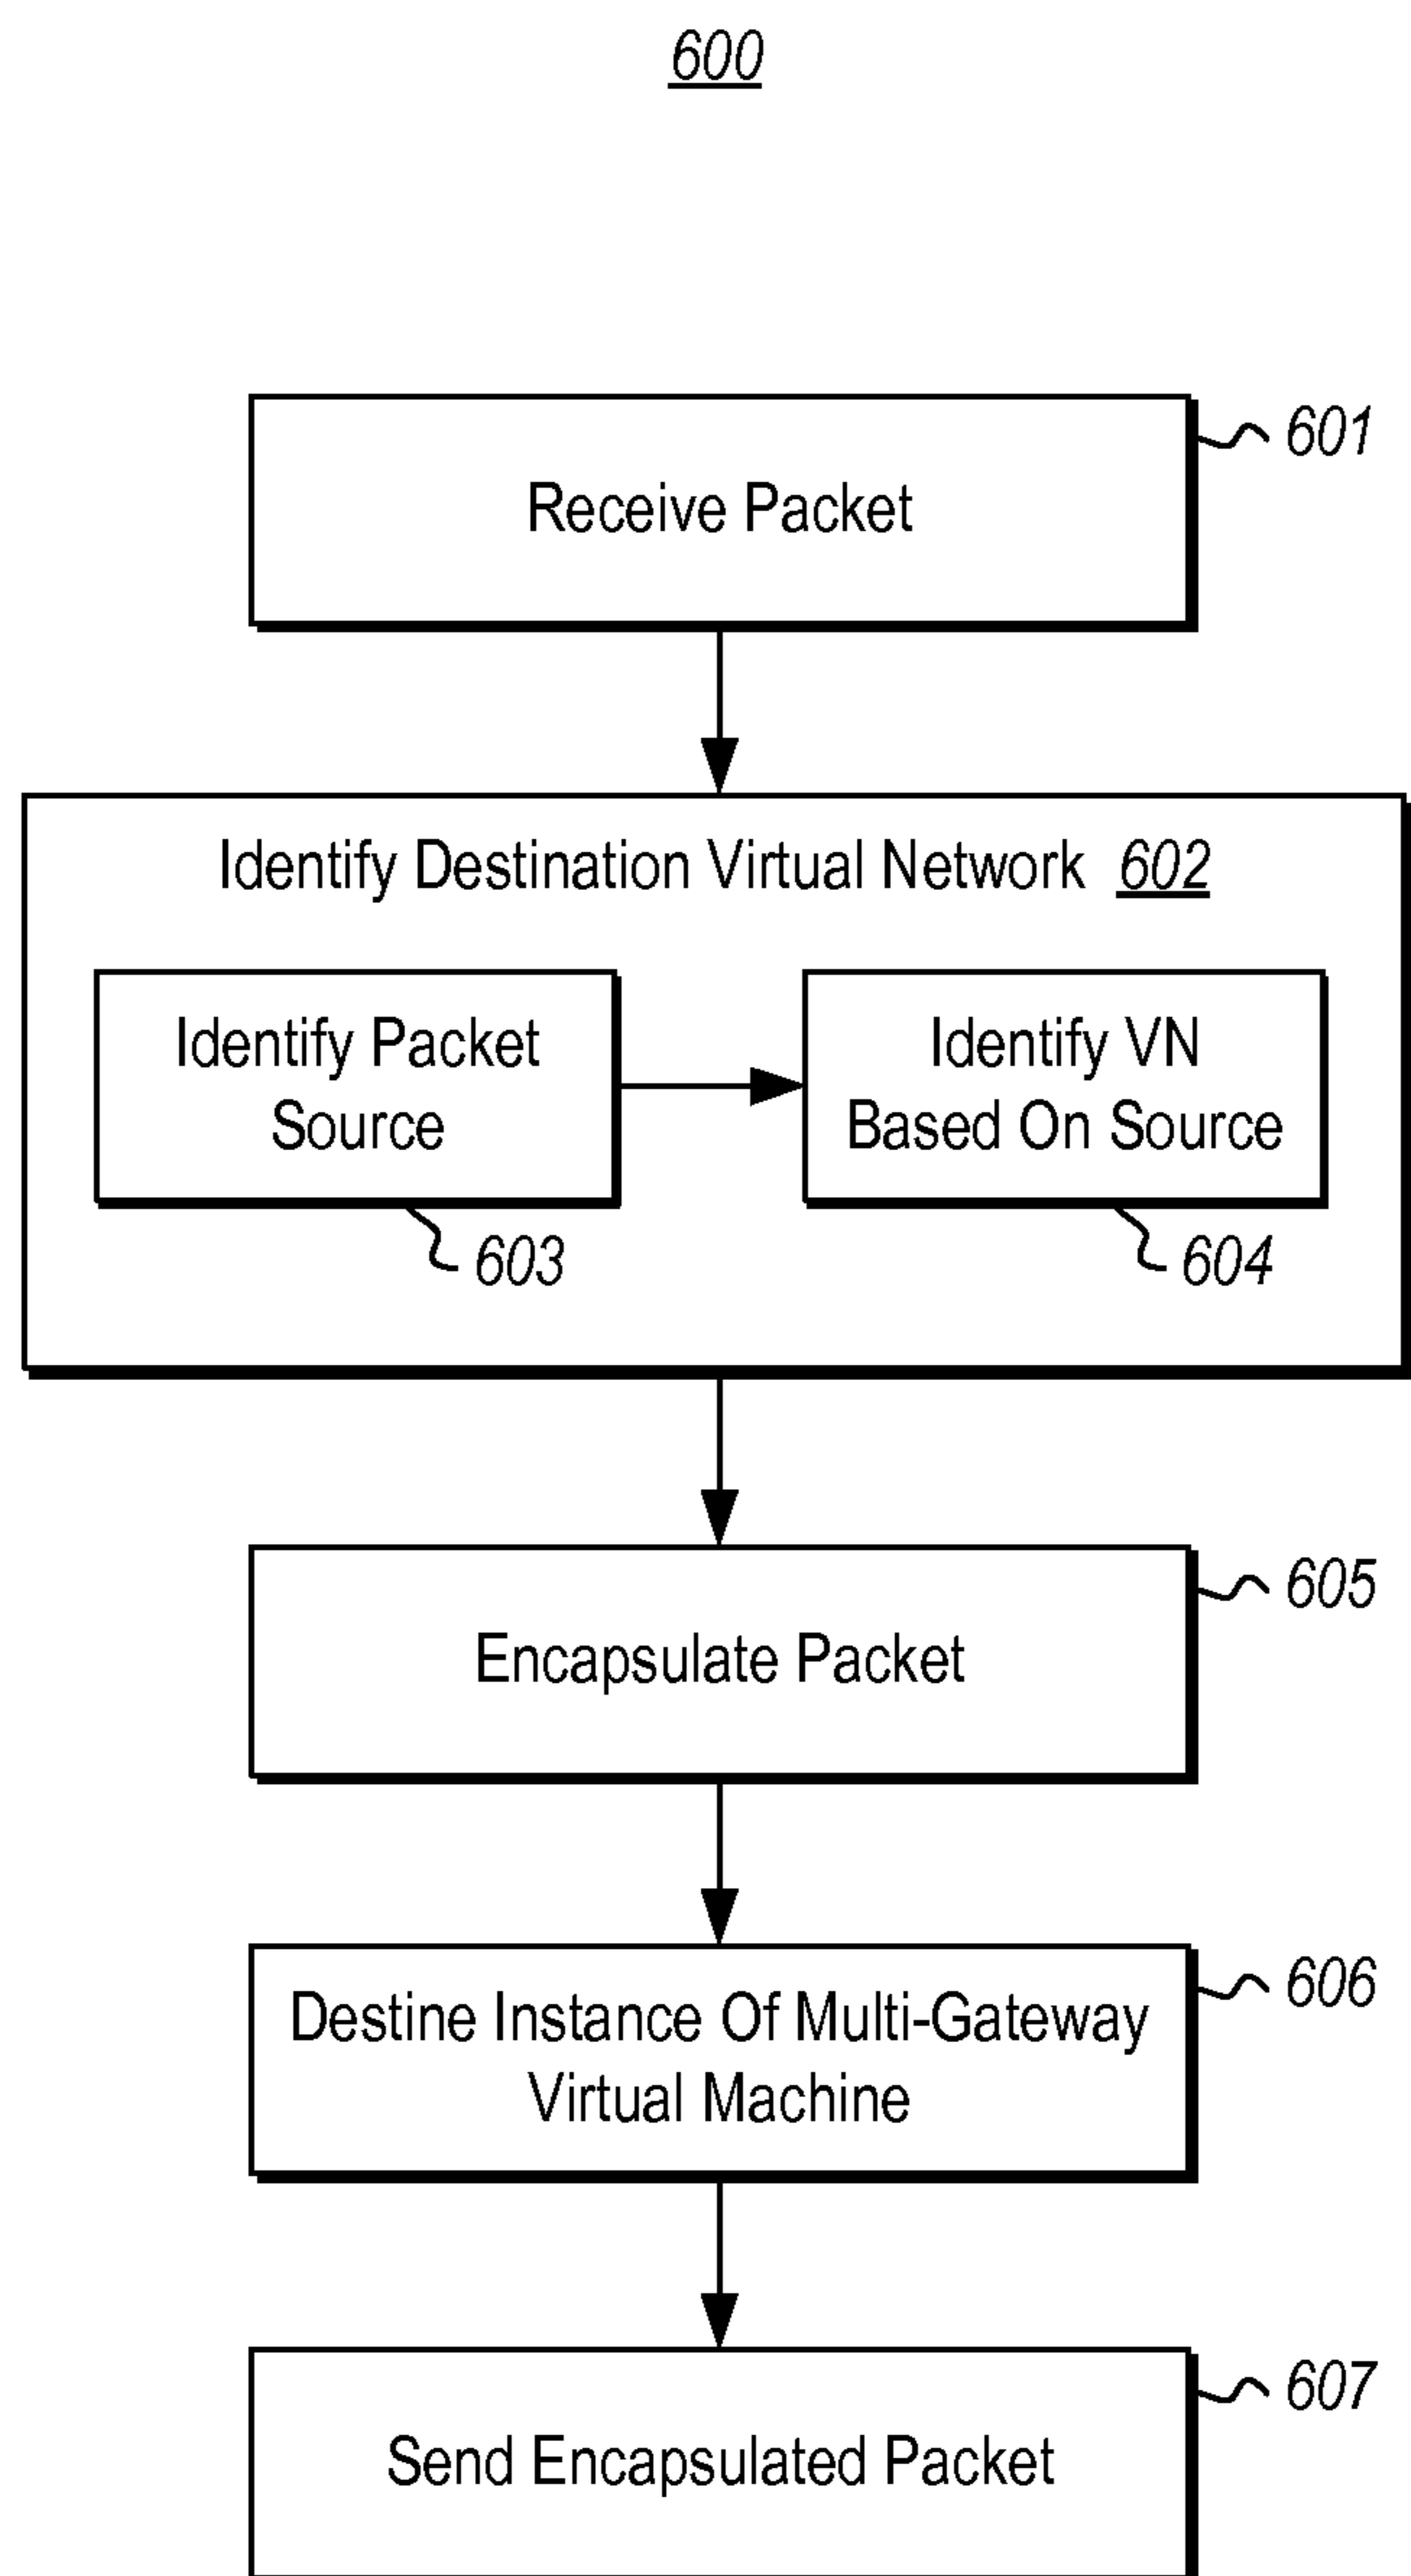 600
Receive Packet
601
Identify Destination Virtual Network 602
Identify Packet
Source
603
Identify VN
Based On Source
604
Encapsulate Packet
605
Destine Instance Of Multi-Gateway
Virtual Machine
606
Send Encapsulated Packet
607